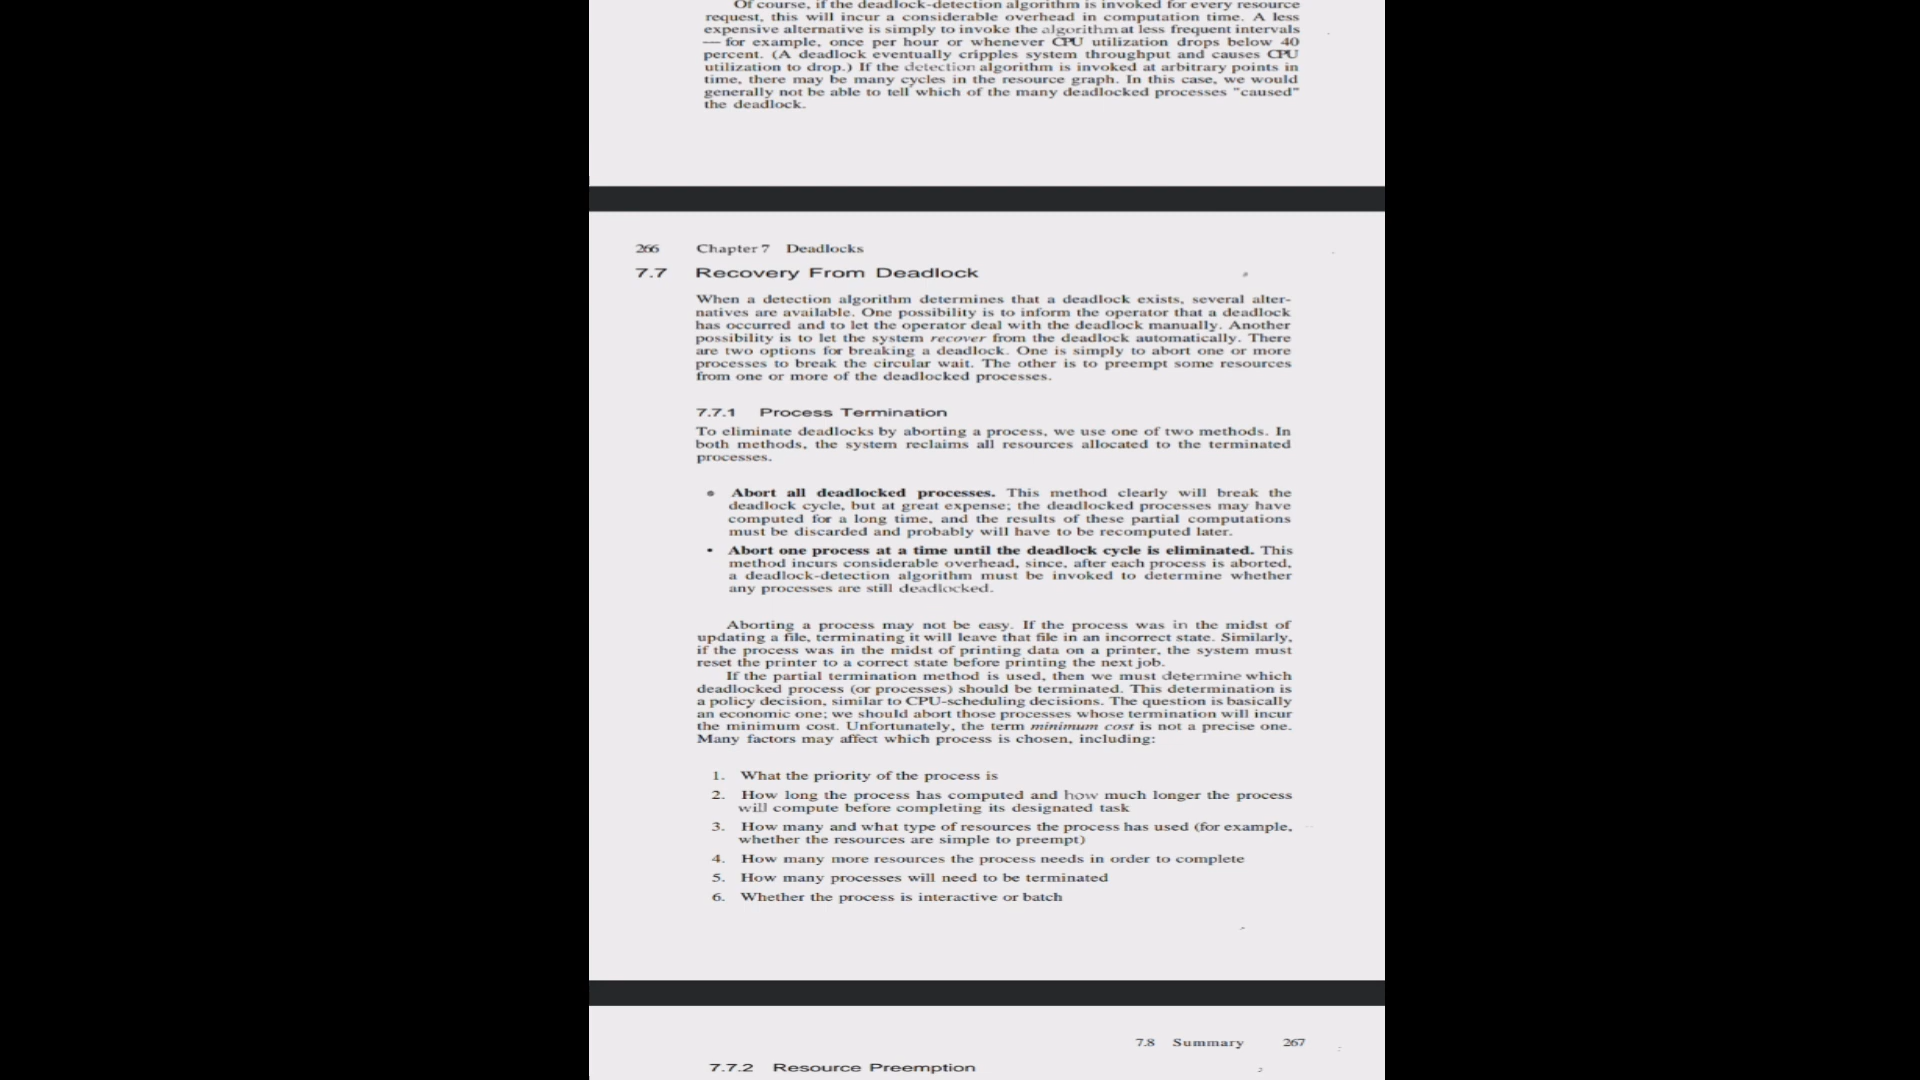 Of course, if the deadlock-detection algorithm is invoked for every resource
request, this will incur a considerable overhead in computation time. A less
expensive alternative is simply to invoke the algorithm at less frequent intervals
— for example, once per hour or whenever CPU utilization drops below 40
percent. (A deadlock eventually cripples system throughput and causes CPU
utilization to drop.) If the detection algorithm is invoked at arbitrary points in
time, there may be many cycles in the resource graph. In this case, we would
generally not be able to tell which of the many deadlocked processes "caused"
the deadlock.
266 Chapter 7 Deadlocks
7.7 Recovery From Deadlock
When a detection algorithm determines that a deadlock exists, several alter-
natives are available. One possibility is to inform the operator that a deadlock
has occurred and to let the operator deal with the deadlock manually. Another
possibility is to let the system recover from the deadlock automatically. There
are two options for breaking a deadlock. One is simply to abort one or more
processes to break the circular wait. The other is to preempt some resources
from one or more of the deadlocked processes.
7.7.1 Process Termination
To eliminate deadlocks by aborting a process, we use one of two methods. In
both methods, the system reclaims all resources allocated to the terminated
processes.
• Abort all deadlocked processes. This method clearly will break the
deadlock cycle, but at great expense; the deadlocked processes may have
computed for a long time, and the results of these partial computations
must be discarded and probably will have to be recomputed later.
• Abort one process at a time until the deadlock cycle is eliminated. This
method incurs considerable overhead, since, after each process is aborted,
a deadlock-detection algorithm must be invoked to determine whether
any processes are still deadlocked.
Aborting a process may not be easy. If the process was in the midst of
updating a file, terminating it will leave that file in an incorrect state. Similarly,
if the process was in the midst of printing data on a printer, the system must
reset the printer to a correct state before printing the next job.
If the partial termination method is used, then we must determine which
deadlocked process (or processes) should be terminated. This determination is
a policy decision, similar to CPU-scheduling decisions. The question is basically
an economic one; we should abort those processes whose termination will incur
the minimum cost. Unfortunately, the term minimum cost is not a precise one.
Many factors may affect which process is chosen, including:
1. What the priority of the process is
2. How long the process has computed and how much longer the process
will compute before completing its designated task
3. How many and what type of resources the process has used (for example,
whether the resources are simple to preempt)
4. How many more resources the process needs in order to complete
5. How many processes will need to be terminated
6. Whether the process is interactive or batch
7.8 Summary 267
7.7.2 Resource Preemption